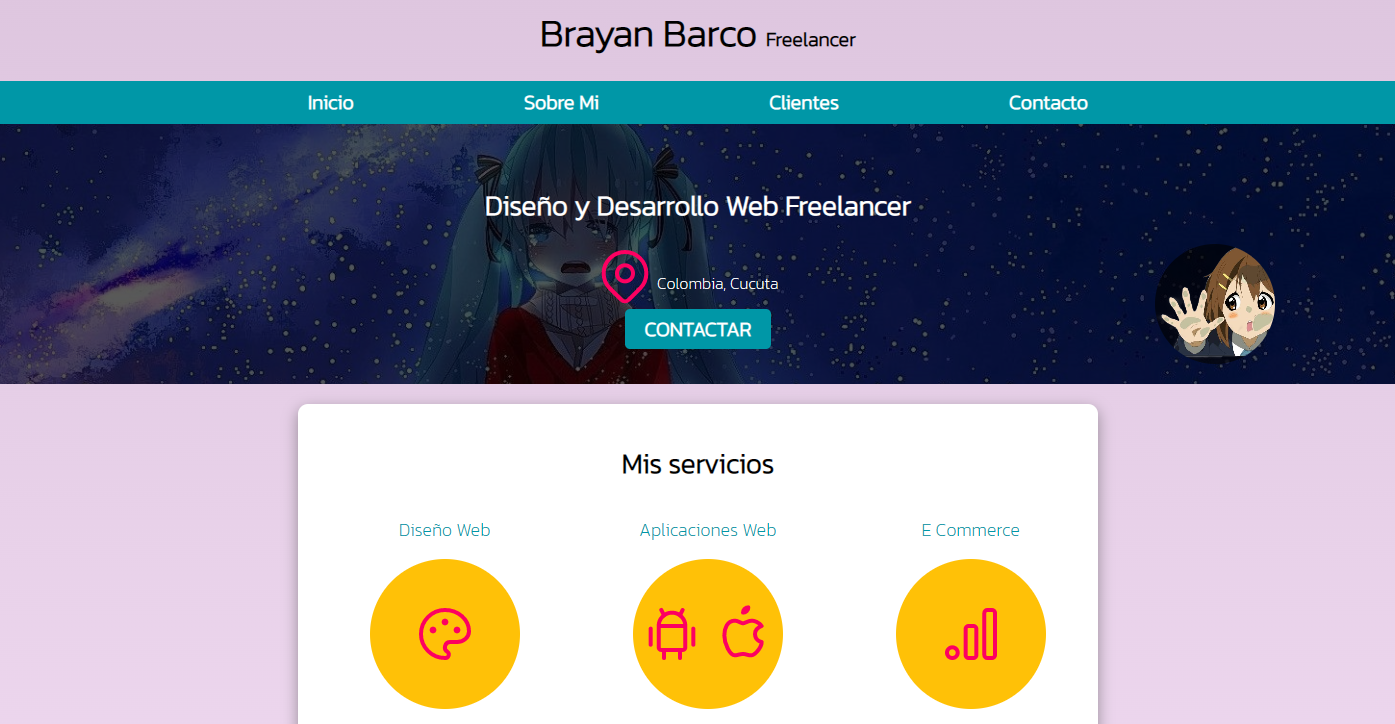 Brayan Barco Freelancer
Inicio Sobre Mi Clientes Contacto
Diseño y Desarrollo Web Freelancer
Colombia, Cucuta
CONTACTAR
Mis servicios
Diseño Web Aplicaciones Web E Commerce